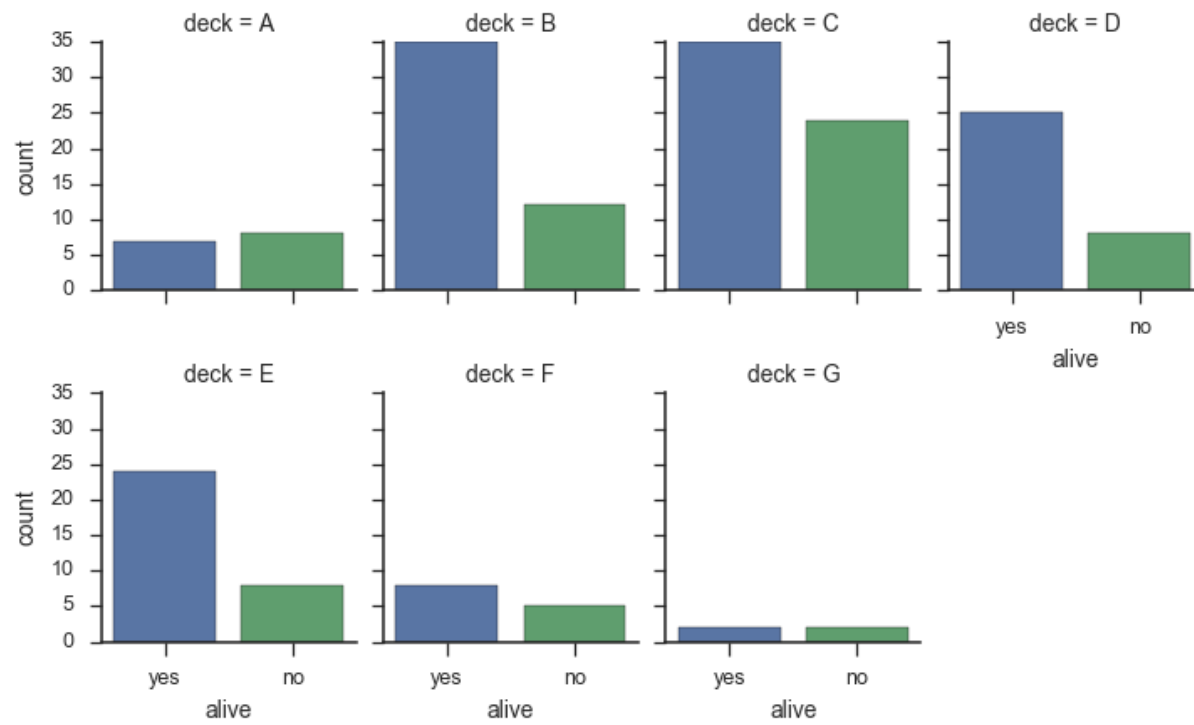 deck = A
deck = B
deck = C
deck = D
35
30
25
20
15
10
5
0
count
yes
no
alive
deck = E
deck = F
deck = G
35
30
25
20
15
10
5
0
count
yes
no
yes
no
yes
no
alive
alive
alive